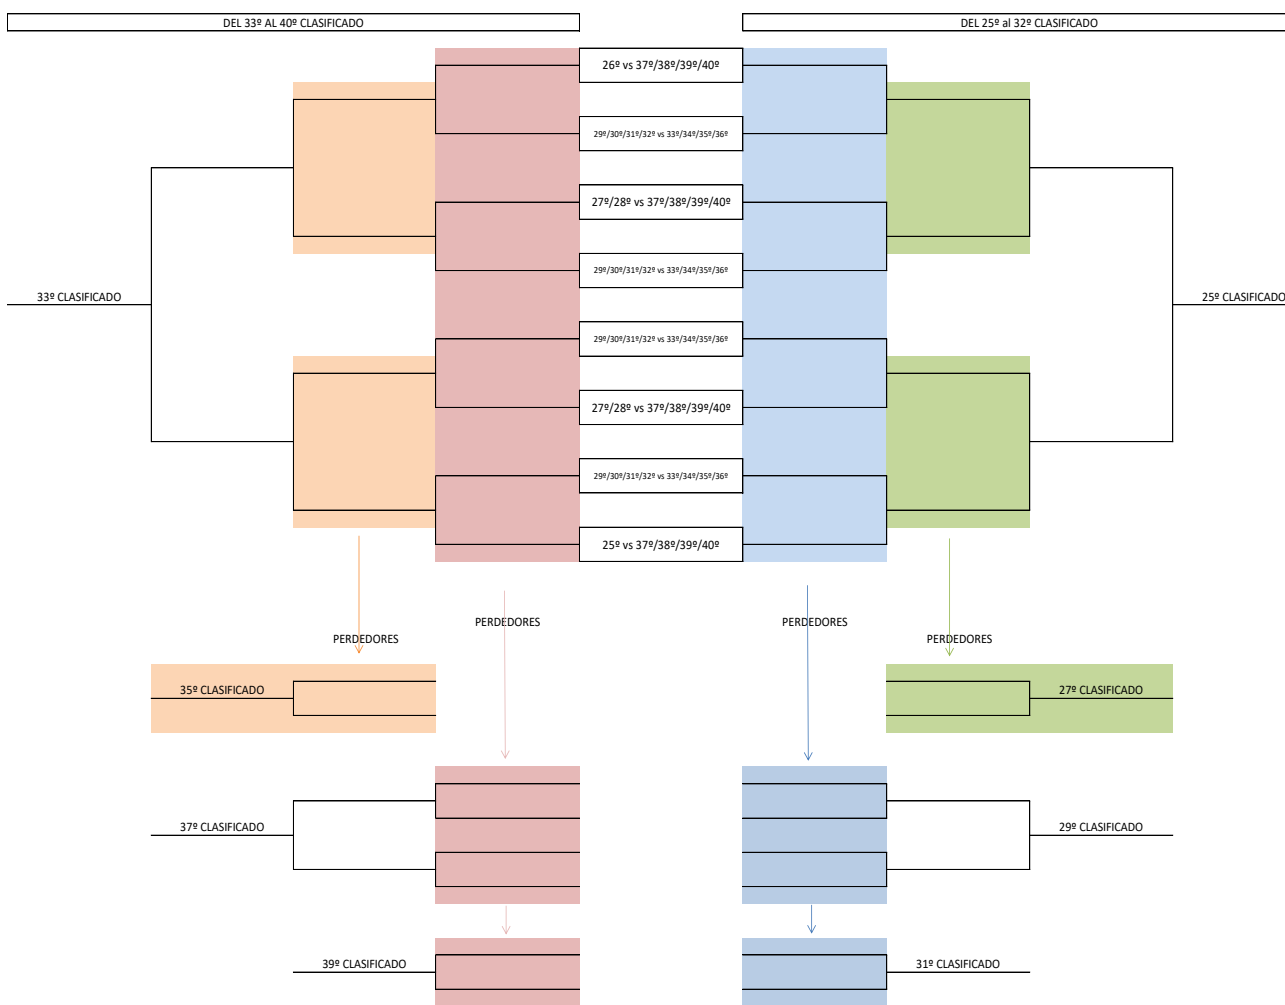 DEL 33º AL 40º CLASIFICADO
DEL 25º al 32º CLASIFICADO
26º vs 37º/38º/39º/40º
29º/30º/31º/32º vs 33º/34º/35º/36º
27º/28º vs 37º/38º/39º/40º
29º/30º/31º/32º vs 33º/34º/35º/36º
33º CLASIFICADO
25º CLASIFICADO
29º/30º/31º/32º vs 33º/34º/35º/36º
27º/28º vs 37º/38º/39º/40º
29º/30º/31º/32º vs 33º/34º/35º/36º
25º vs 37º/38º/39º/40º
PERDEDORES
PERDEDORES
PERDEDORES
PERDEDORES
35º CLASIFICADO
27º CLASIFICADO
37º CLASIFICADO
29º CLASIFICADO
39º CLASIFICADO
31º CLASIFICADO